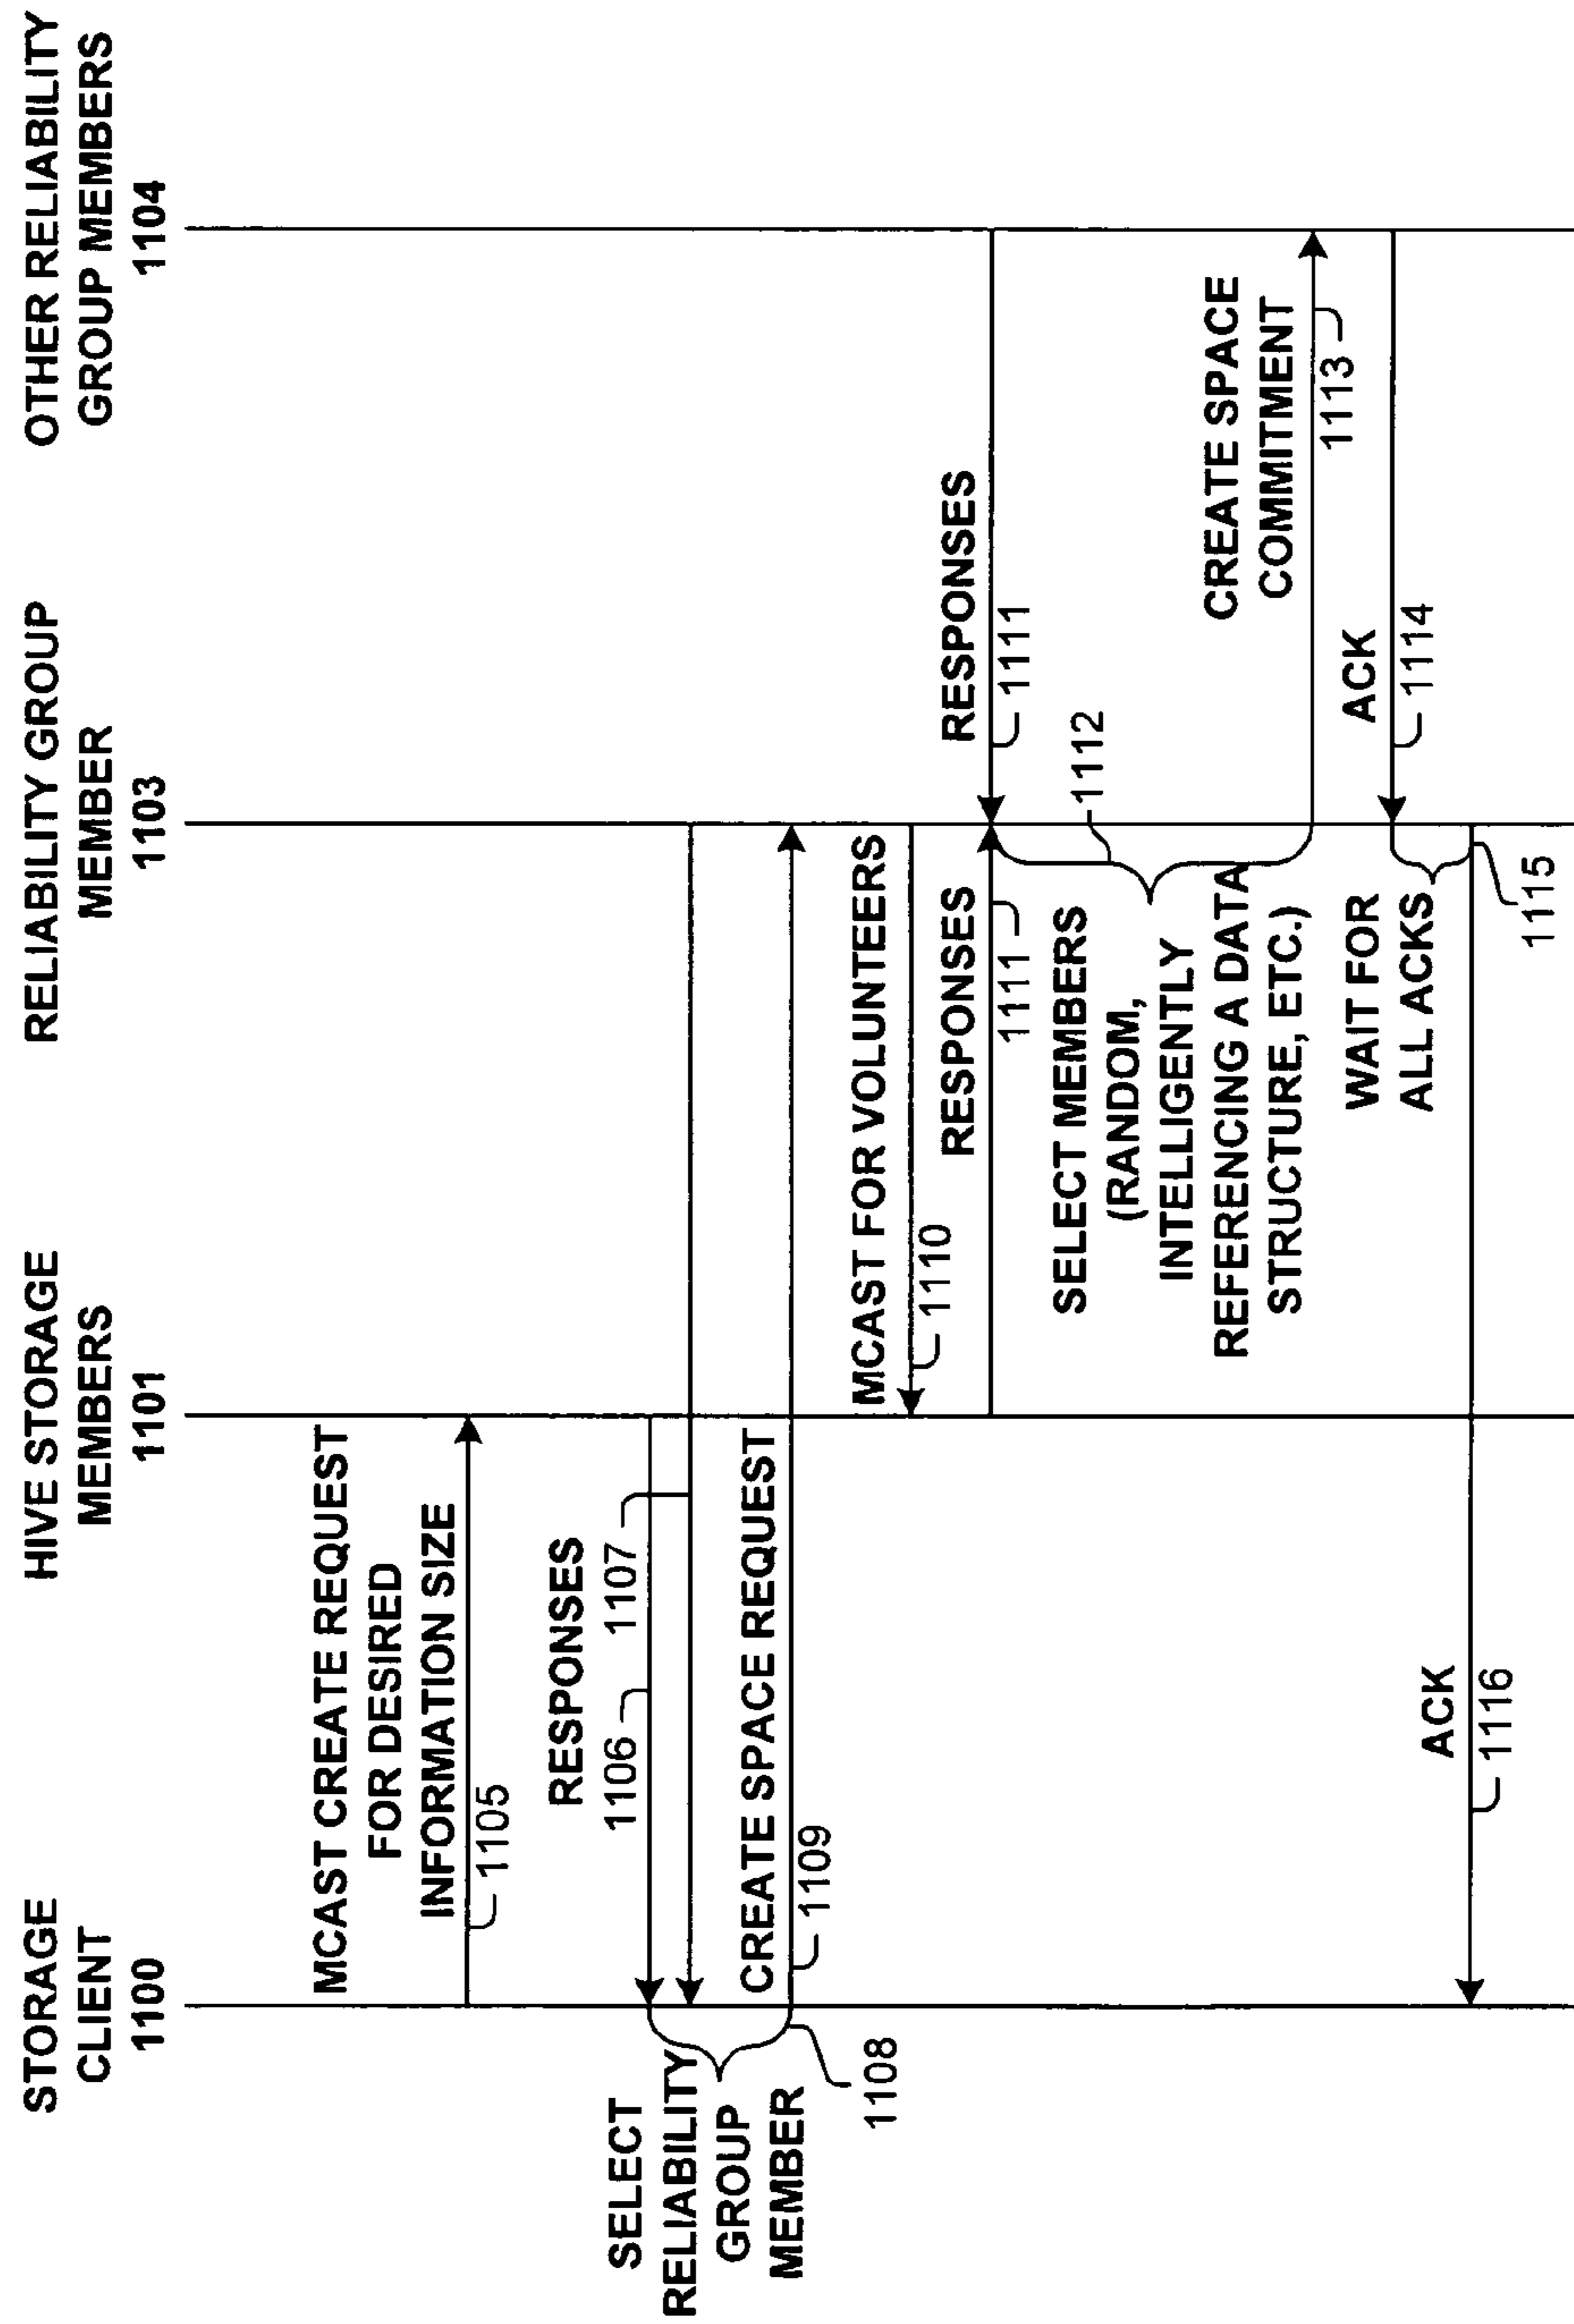 STORAGE
CLIENT
1100
HIVE STORAGE
MEMBERS
1101
RELIABILITY GROUP
MEMBER
1103
OTHER RELIABILITY
GROUP MEMBERS
1104
MCAST CREATE REQUEST
FOR DESIRED
INFORMATION SIZE
1105
RESPONSES
1106
1107
SELECT
RELIABILITY
GROUP
MEMBER
1108
CREATE SPACE REQUEST
1109
MCAST FOR VOLUNTEERS
1110
RESPONSES
1111
RESPONSES
1111
SELECT MEMBERS
(RANDOM,
INTELLIGENTLY
REFERENCING A DATA
STRUCTURE, ETC.)
1112
CREATE SPACE
COMMITMENT
1113
ACK
1114
WAIT FOR
ALL ACKS
1115
ACK
1116